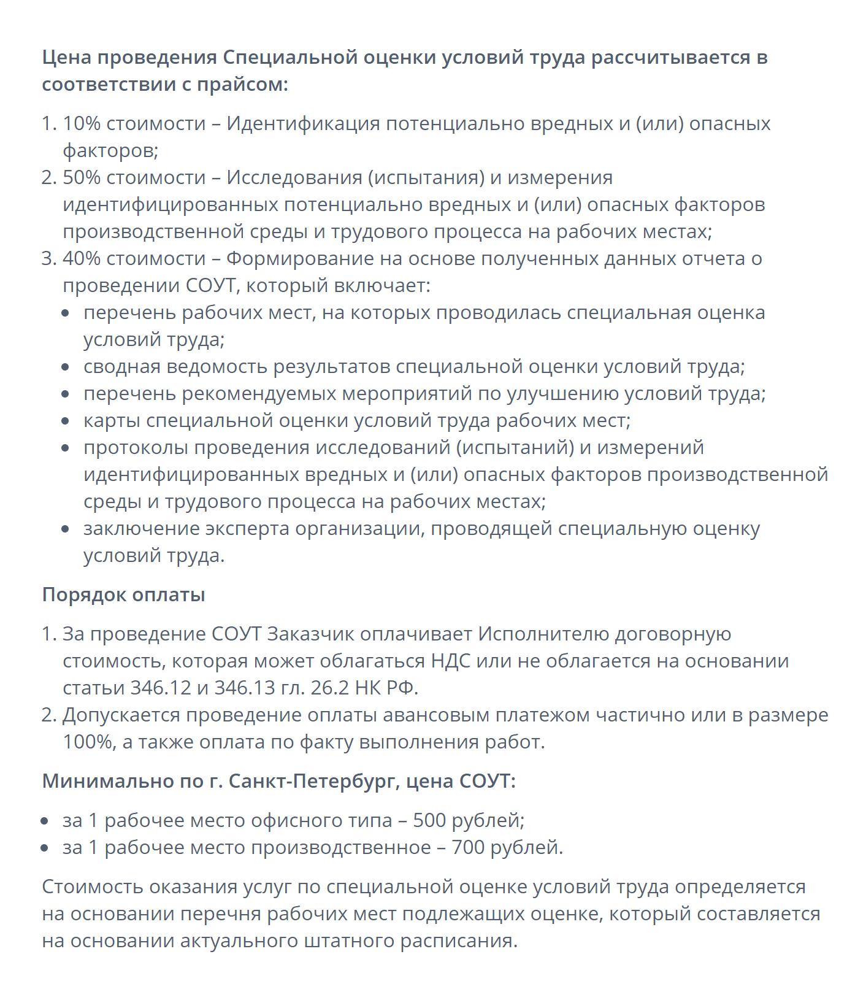 Цена проведения Специальной оценки условий труда рассчитывается в
соответствии с прайсом:
1. 10% стоимости – Идентификация потенциально вредных и (или) опасных
факторов;
2. 50% стоимости – Исследования (испытания) и измерения
идентифицированных потенциально вредных и (или) опасных факторов
производственной среды и трудового процесса на рабочих местах;
3. 40% стоимости – Формирование на основе полученных данных отчета о
проведении СОУТ, который включает:
• перечень рабочих мест, на которых проводилась специальная оценка
условий труда;
• сводная ведомость результатов специальной оценки условий труда;
• перечень рекомендуемых мероприятий по улучшению условий труда;
• карты специальной оценки условий труда рабочих мест;
• протоколы проведения исследований (испытаний) и измерений
идентифицированных вредных и (или) опасных факторов производственной
среды и трудового процесса на рабочих местах;
• заключение эксперта организации, проводящей специальную оценку
условий труда.
Порядок оплаты
1. За проведение СОУТ Заказчик оплачивает Исполнителю договорную
стоимость, которая может облагаться НДС или не облагается на основании
статьи 346.12 и 346.13 гл. 26.2 НК РФ.
2. Допускается проведение оплаты авансовым платежом частично или в размере
100%, а также оплата по факту выполнения работ.
Минимально по г. Санкт-Петербург, цена СОУТ:
• за 1 рабочее место офисного типа – 500 рублей;
• за 1 рабочее место производственное – 700 рублей.
Стоимость оказания услуг по специальной оценке условий труда определяется
на основании перечня рабочих мест подлежащих оценке, который составляется
на основании актуального штатного расписания.